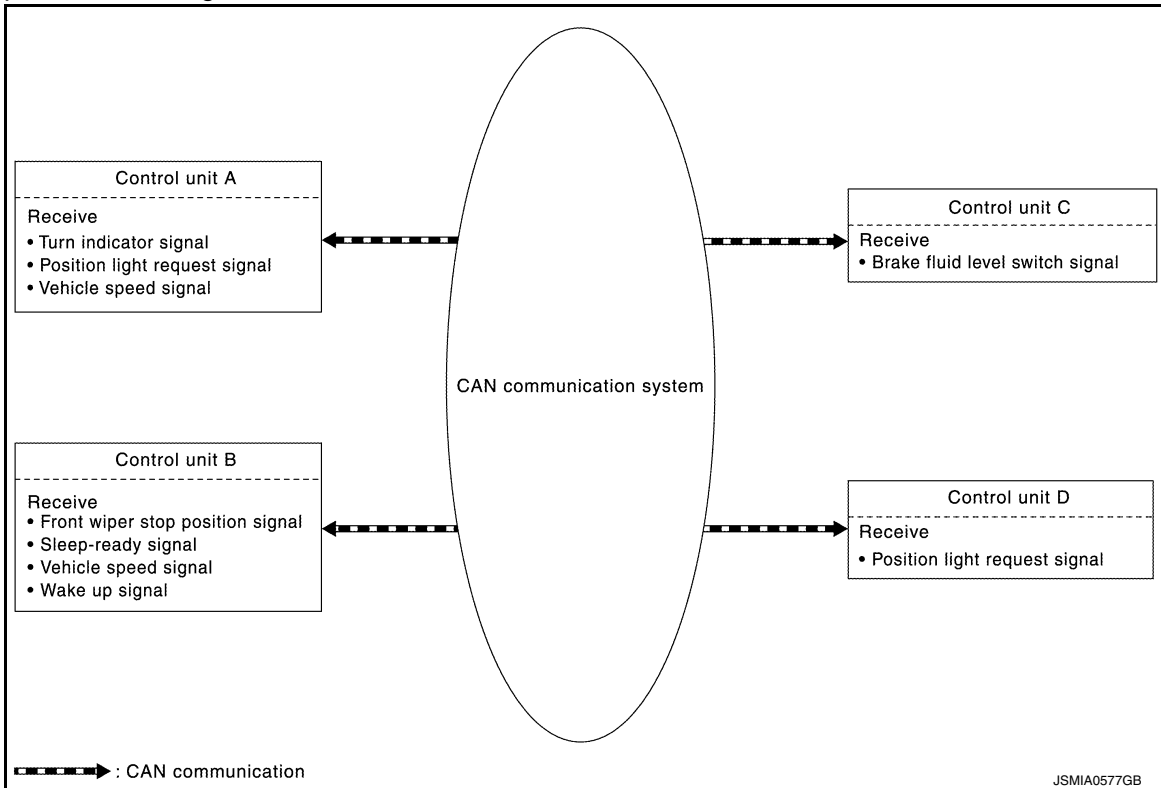 Control unit A
Receive
• Turn indicator signal
• Position light request signal
• Vehicle speed signal
Control unit C
Receive
• Brake fluid level switch signal
CAN communication system
Control unit B
Receive
• Front wiper stop position signal
• Sleep-ready signal
• Vehicle speed signal
• Wake up signal
Control unit D
Receive
• Position light request signal
: CAN communication
JSMIA0577GB